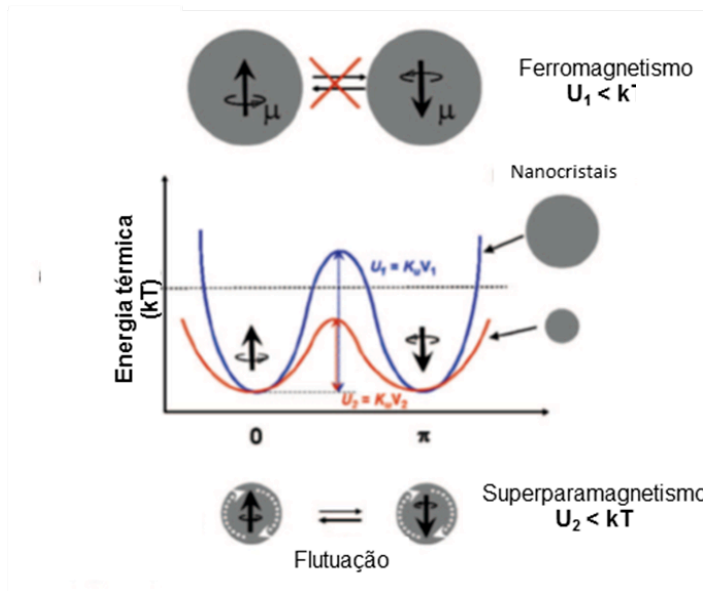 Ferromagnetismo
U₁ < kT
μ
μ
Nanocristais
Energia térmica
(kT)
U₁ = KᵤV₁
U₂ = KᵤV₂
0
π
Superparamagnetismo
U₂ < kT
Flutuação